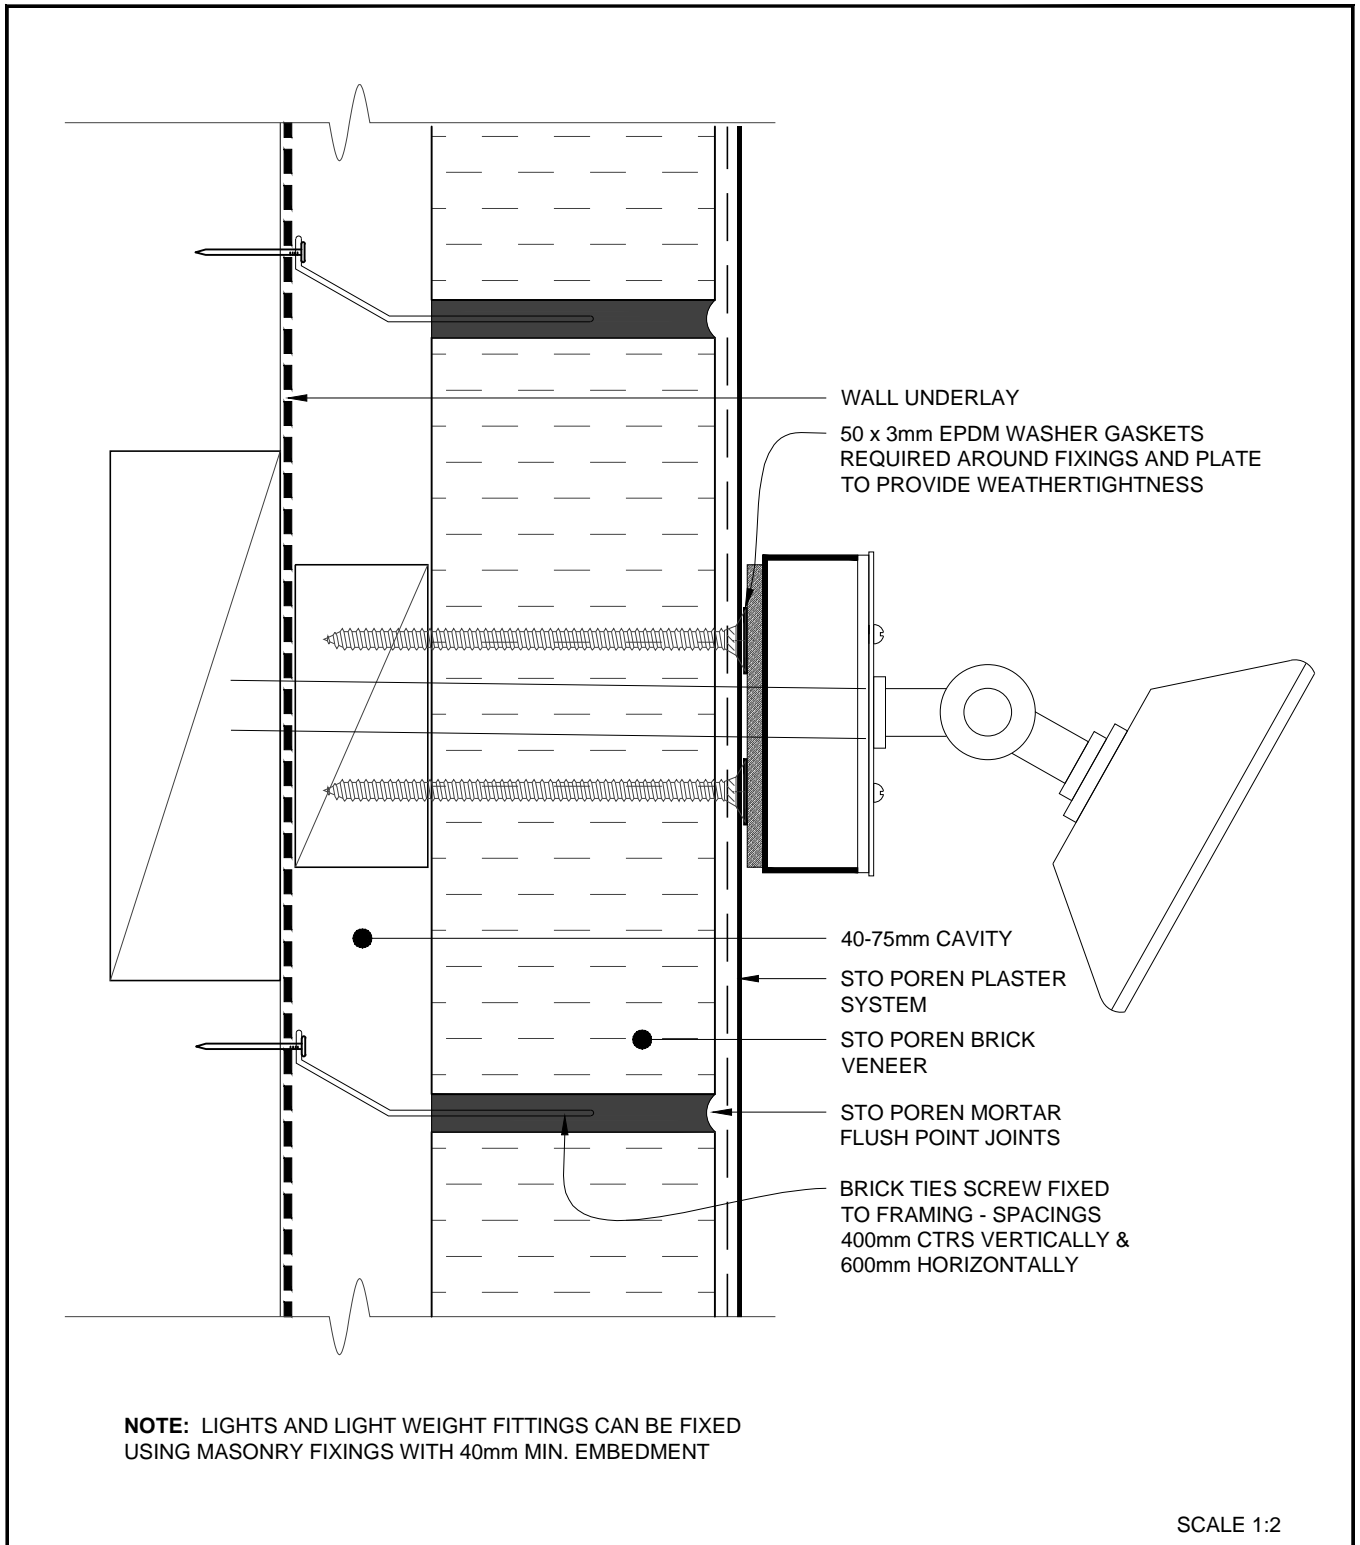 WALL UNDERLAY
50 x 3mm EPDM WASHER GASKETS
REQUIRED AROUND FIXINGS AND PLATE
TO PROVIDE WEATHERTIGHTNESS
40-75mm CAVITY
STO POREN PLASTER
SYSTEM
STO POREN BRICK
VENEER
STO POREN MORTAR
FLUSH POINT JOINTS
BRICK TIES SCREW FIXED
TO FRAMING - SPACINGS
400mm CTRS VERTICALLY &
600mm HORIZONTALLY
NOTE: LIGHTS AND LIGHT WEIGHT FITTINGS CAN BE FIXED
USING MASONRY FIXINGS WITH 40mm MIN. EMBEDMENT
SCALE 1:2